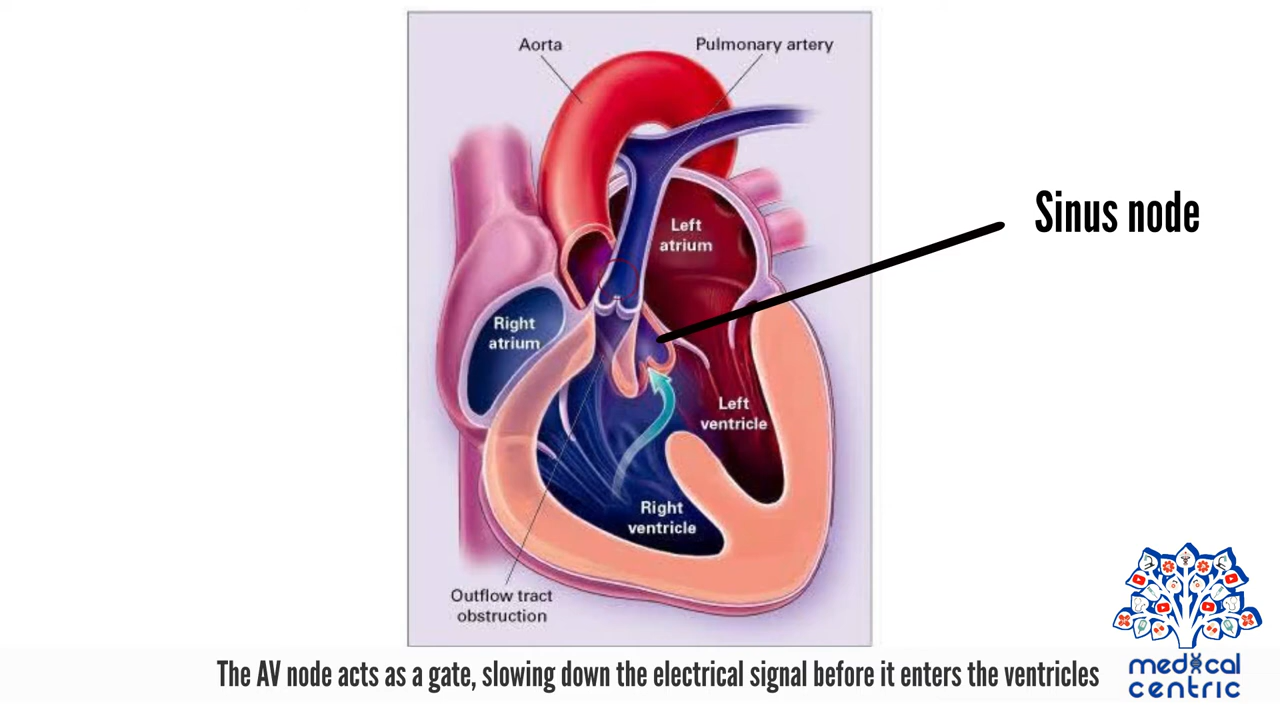 Aorta
Pulmonary artery
Sinus node
Left
atrium
Right
atrium
Left
ventricle
Right
ventricle
Outflow tract
obstruction
The AV node acts as a gate, slowing down the electrical signal before it enters the ventricles
medical
centric